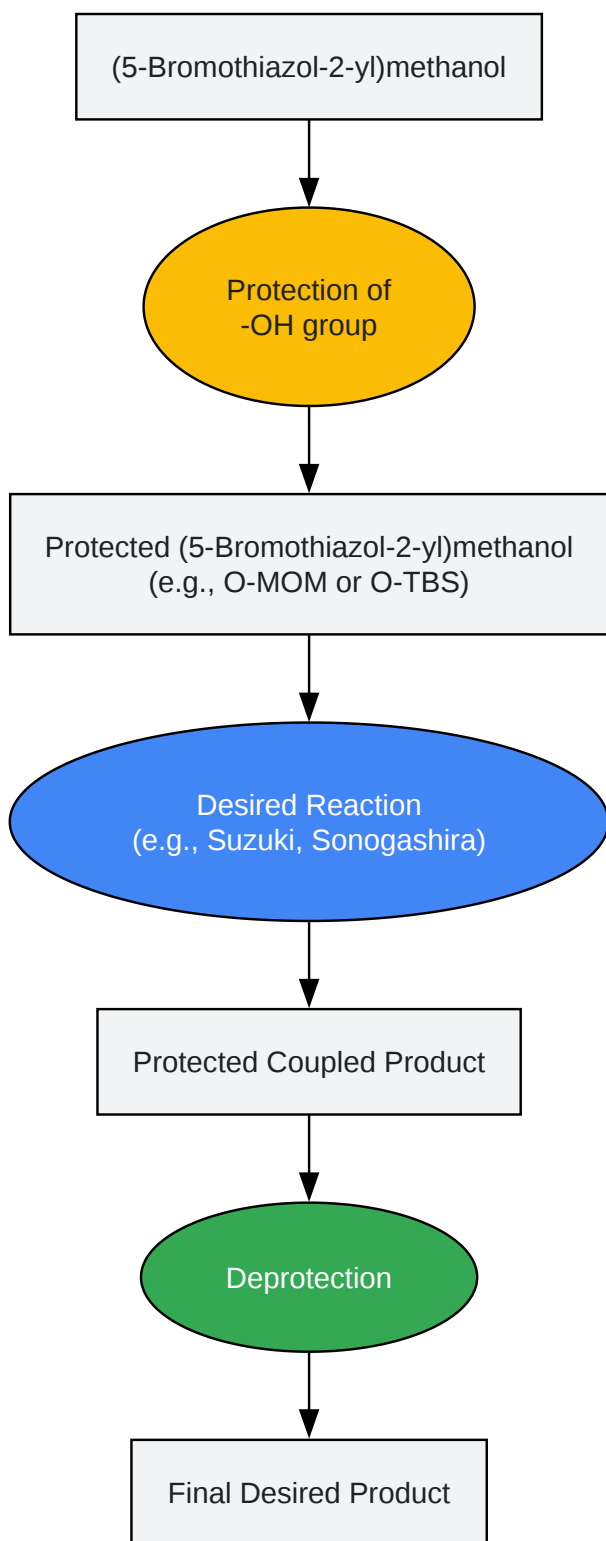 (5-Bromothiazol-2-yl)methanol
Protection of
-OH group
Protected (5-Bromothiazol-2-yl)methanol
(e.g., O-MOM or O-TBS)
Desired Reaction
(e.g., Suzuki, Sonogashira)
Protected Coupled Product
Deprotection
Final Desired Product